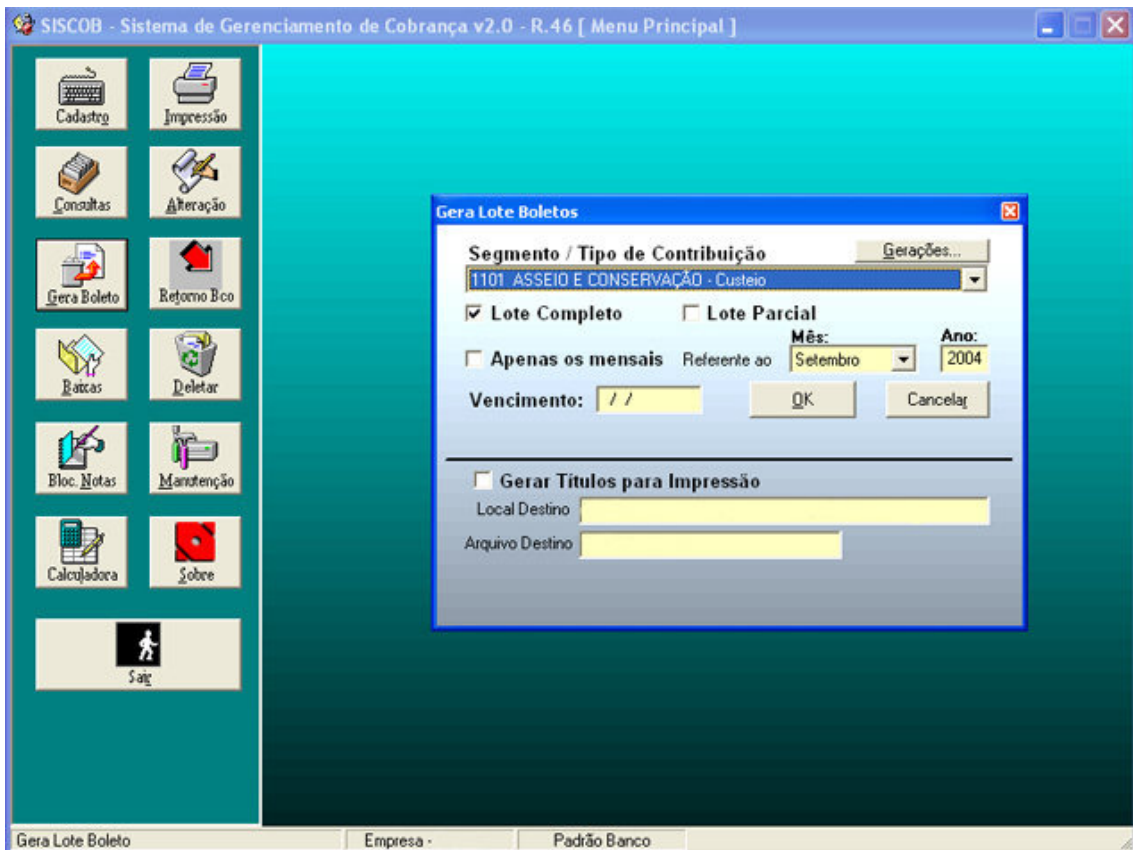 SISCOB - Sistema de Gerenciamento de Cobrança v2.0 - R.46 [ Menu Principal ]
Cadastro
Impressão
Consultas
Alteração
Gera Boleto
Retorno Bco
Baixas
Deletar
Bloc. Notas
Manutenção
Calculadora
Sobre
Sair
Gera Lote Boletos
Segmento / Tipo de Contribuição
Gerações...
1101 ASSEIO E CONSERVAÇÃO - Custeio
Lote Completo
Lote Parcial
Mês:
Ano:
Apenas os mensais
Referente ao
Setembro
2004
Vencimento:
/ /
OK
Cancelar
Gerar Títulos para Impressão
Local Destino
Arquivo Destino
Gera Lote Boleto
Empresa -
Padrão Banco